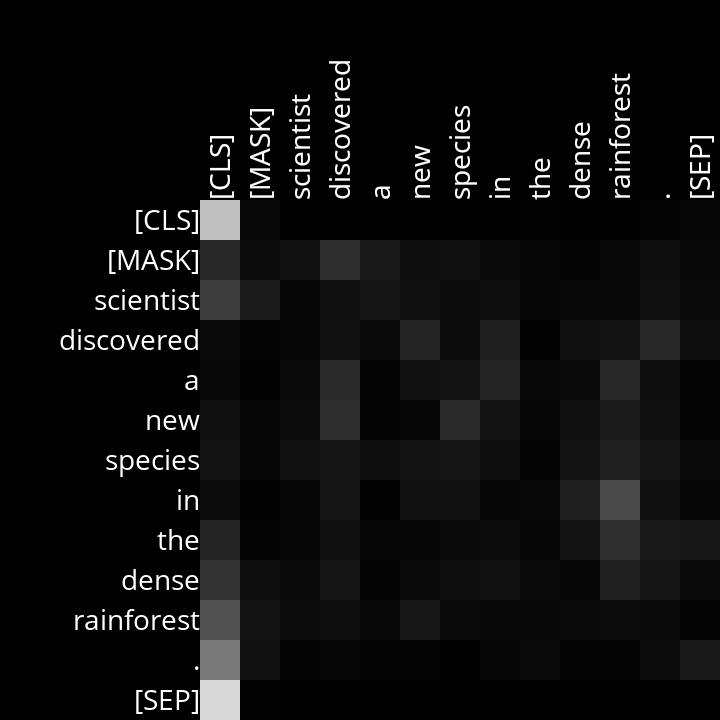 [CLS]
[MASK]
scientist
discovered
a
new
species
in
the
dense
rainforest
.
[SEP]
[CLS]
[MASK]
scientist
discovered
a
new
species
in
the
dense
rainforest
.
[SEP]